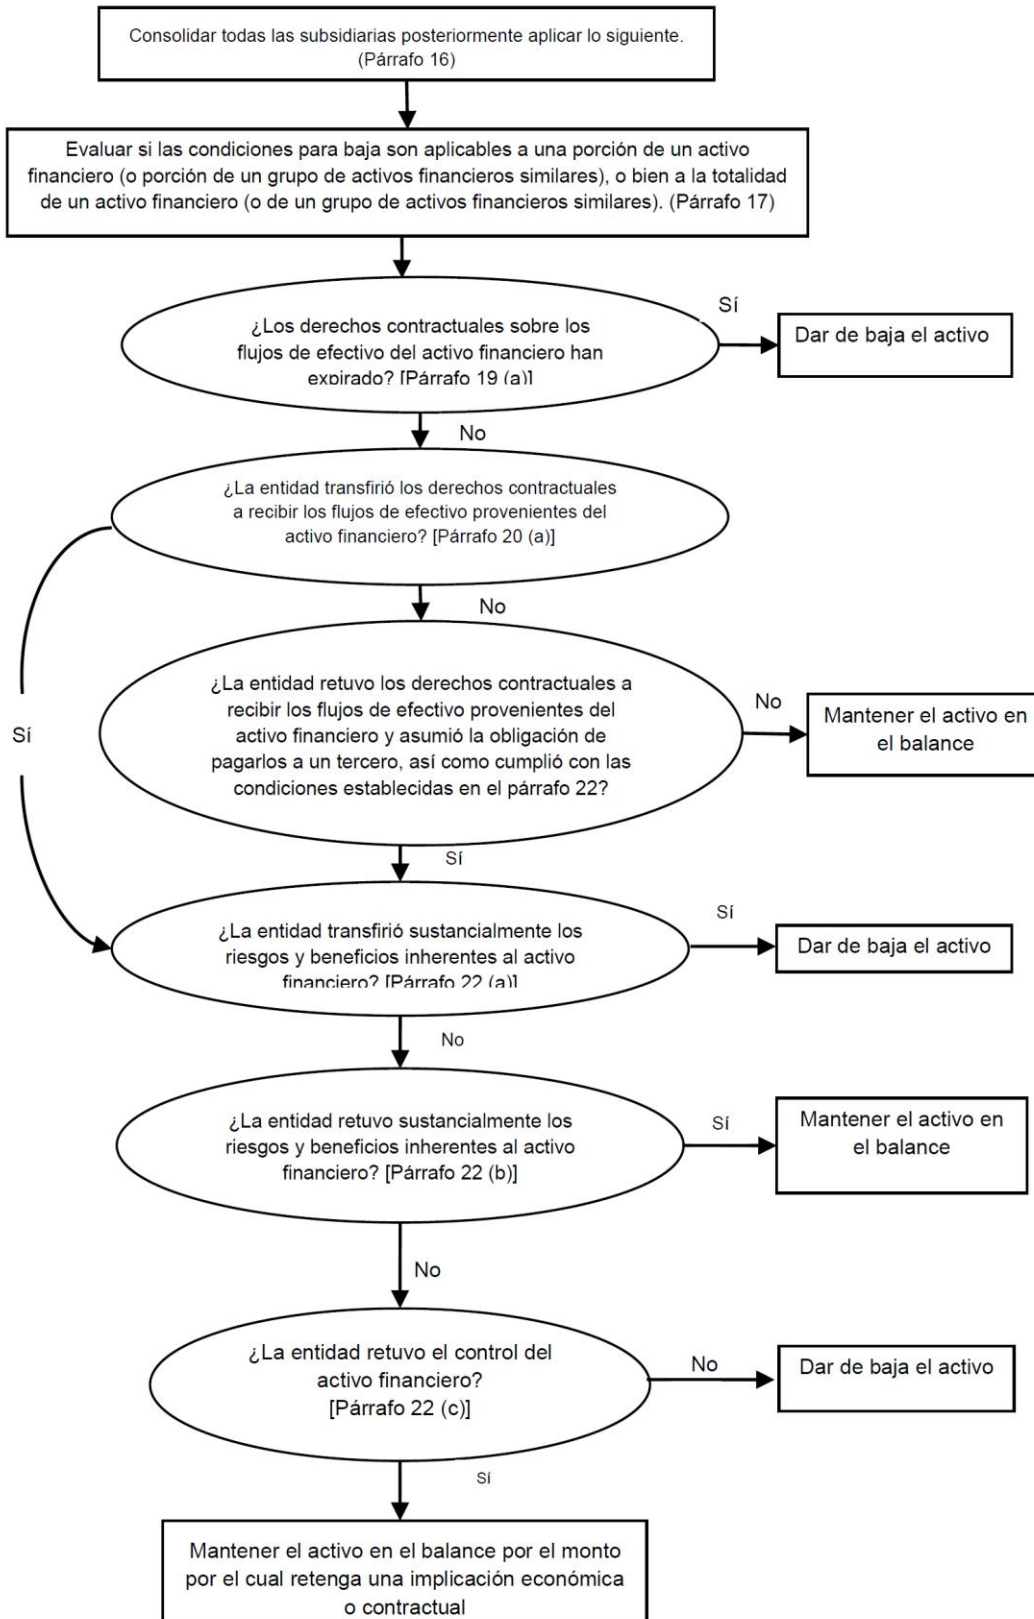 Consolidar todas las subsidiarias posteriormente aplicar lo siguiente.
(Párrafo 16)
Evaluar si las condiciones para baja son aplicables a una porción de un activo
financiero (o porción de un grupo de activos financieros similares), o bien a la totalidad
de un activo financiero (o de un grupo de activos financieros similares). (Párrafo 17)
¿Los derechos contractuales sobre los
flujos de efectivo del activo financiero han
expirado? [Párrafo 19 (a)]
Sí
Dar de baja el activo
No
¿La entidad transfirió los derechos contractuales
a recibir los flujos de efectivo provenientes del
activo financiero? [Párrafo 20 (a)]
Sí
No
¿La entidad retuvo los derechos contractuales a
recibir los flujos de efectivo provenientes del
activo financiero y asumió la obligación de
pagarlos a un tercero, así como cumplió con las
condiciones establecidas en el párrafo 22?
No
Mantener el activo en
el balance
Sí
¿La entidad transfirió sustancialmente los
riesgos y beneficios inherentes al activo
financiero? [Párrafo 22 (a)]
Sí
Dar de baja el activo
No
¿La entidad retuvo sustancialmente los
riesgos y beneficios inherentes al activo
financiero? [Párrafo 22 (b)]
Sí
Mantener el activo en
el balance
No
¿La entidad retuvo el control del
activo financiero?
[Párrafo 22 (c)]
No
Dar de baja el activo
Sí
Mantener el activo en el balance por el monto
por el cual retenga una implicación económica
o contractual